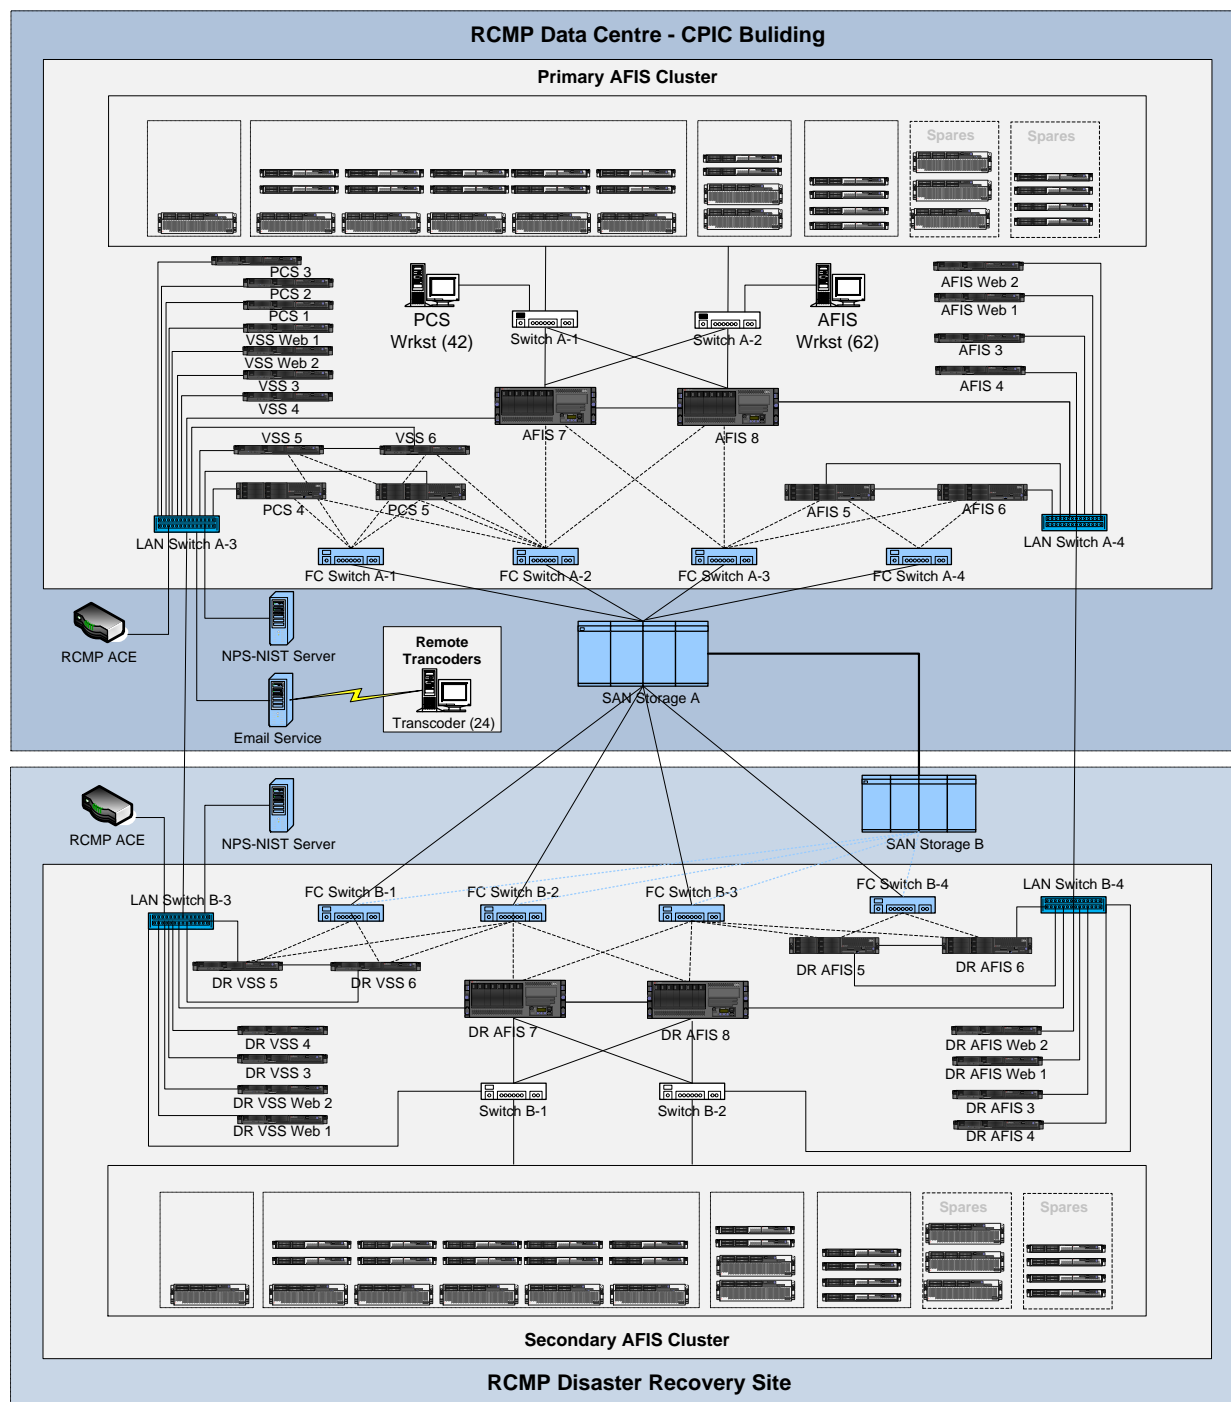 RCMP Data Centre - CPIC Buliding
Primary AFIS Cluster
Spares
Spares
PCS 3
PCS 2
PCS 1
VSS Web 1
VSS Web 2
VSS 3
VSS 4
PCS
Wrkst (42)
Switch A-1
Switch A-2
AFIS
Wrkst (62)
AFIS Web 2
AFIS Web 1
AFIS 3
AFIS 4
AFIS 7
AFIS 8
VSS 5
VSS 6
PCS 4
PCS 5
AFIS 5
AFIS 6
LAN Switch A-3
LAN Switch A-4
FC Switch A-1
FC Switch A-2
FC Switch A-3
FC Switch A-4
RCMP ACE
NPS-NIST Server
Email Service
Remote
Trancoders
Transcoder (24)
SAN Storage A
RCMP ACE
NPS-NIST Server
SAN Storage B
LAN Switch B-3
FC Switch B-1
FC Switch B-2
FC Switch B-3
FC Switch B-4
LAN Switch B-4
DR VSS 5
DR VSS 6
DR AFIS 5
DR AFIS 6
DR AFIS 7
DR AFIS 8
DR VSS 4
DR VSS 3
DR VSS Web 2
DR VSS Web 1
Switch B-1
Switch B-2
DR AFIS Web 2
DR AFIS Web 1
DR AFIS 3
DR AFIS 4
Spares
Spares
Secondary AFIS Cluster
RCMP Disaster Recovery Site